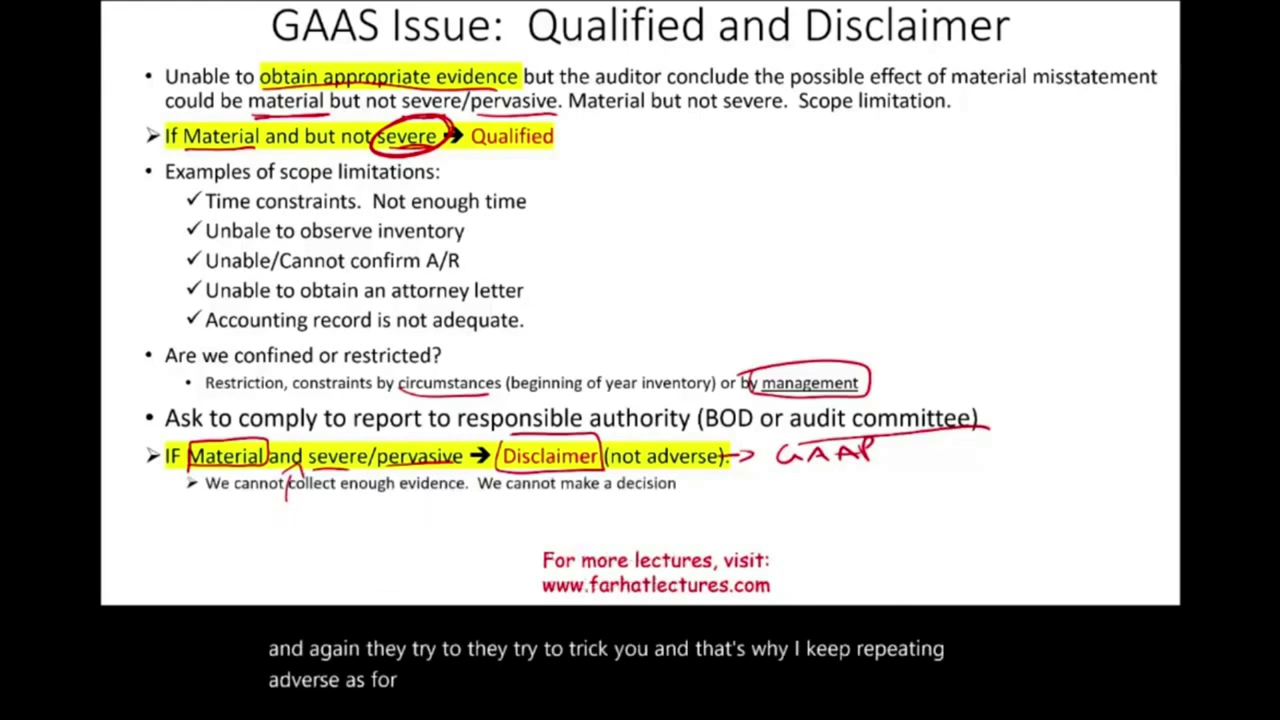 GAAS Issue: Qualified and Disclaimer
• Unable to obtain appropriate evidence but the auditor conclude the possible effect of material misstatement
could be material but not severe/pervasive. Material but not severe. Scope limitation.
➢ If Material and but not severe ➔ Qualified
• Examples of scope limitations:
✓ Time constraints. Not enough time
✓ Unbale to observe inventory
✓ Unable/Cannot confirm A/R
✓ Unable to obtain an attorney letter
✓ Accounting record is not adequate.
• Are we confined or restricted?
• Restriction, constraints by circumstances (beginning of year inventory) or by management
• Ask to comply to report to responsible authority (BOD or audit committee)
➢ IF Material and severe/pervasive ➔ Disclaimer (not adverse). → GAAP
➢ We cannot collect enough evidence. We cannot make a decision
For more lectures, visit:
www.farhatlectures.com
and again they try to they try to trick you and that's why I keep repeating
adverse as for